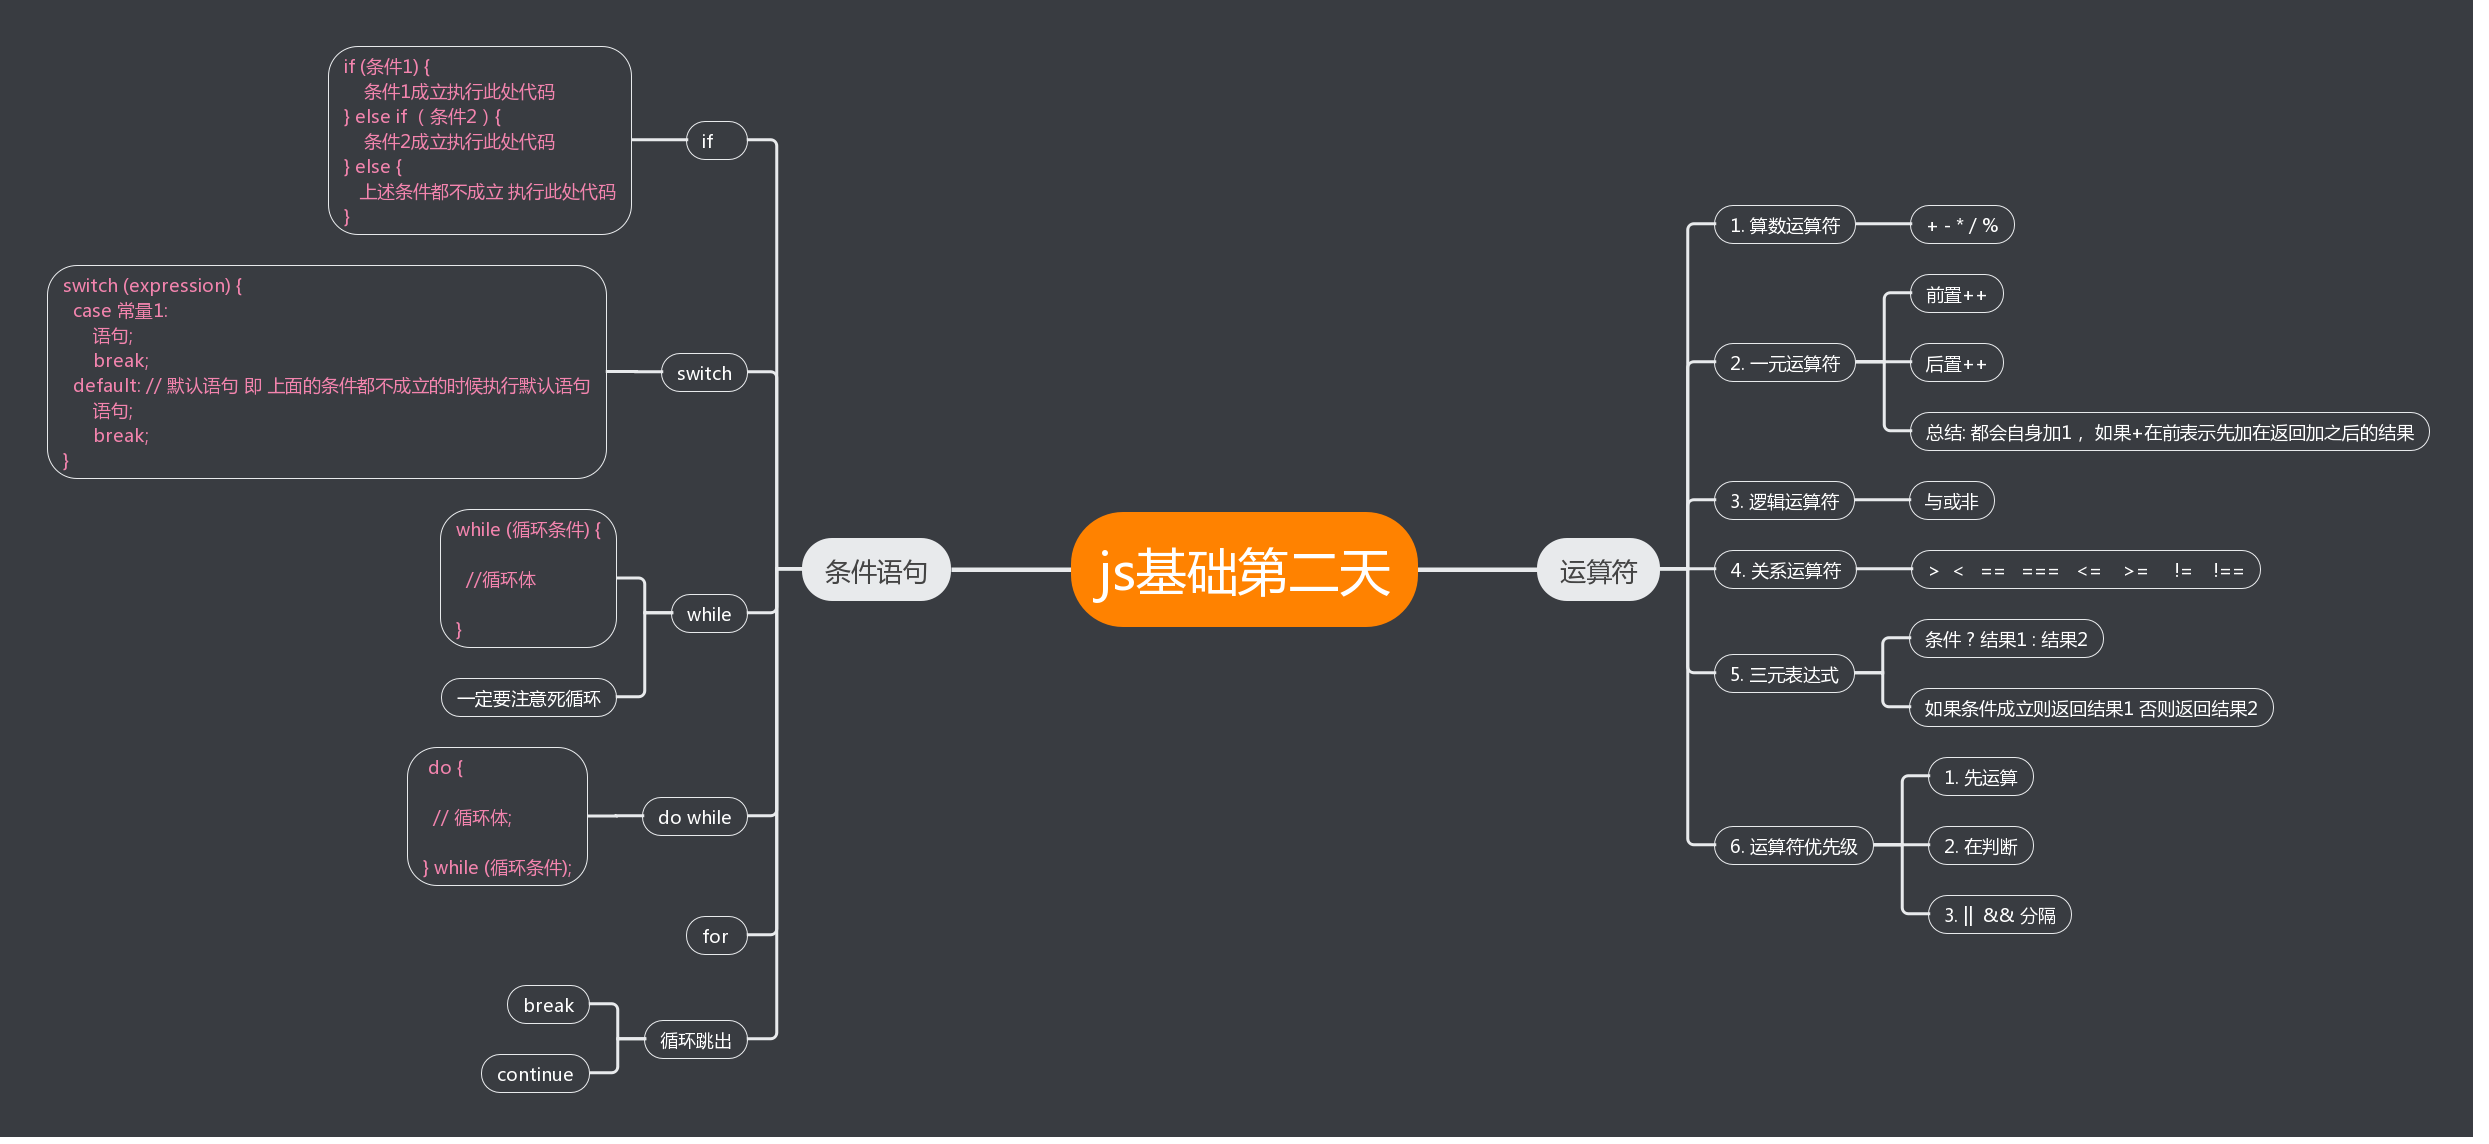 js基础第二天
条件语句
if
if (条件1) {
条件1成立执行此处代码
} else if （条件2）{
条件2成立执行此处代码
} else {
上述条件都不成立 执行此处代码
}
switch
switch (expression) {
case 常量1:
语句;
break;
default: // 默认语句 即 上面的条件都不成立的时候执行默认语句
语句;
break;
}
while
while (循环条件) {
//循环体
}
一定要注意死循环
do while
do {
// 循环体;
} while (循环条件);
for
循环跳出
break
continue
运算符
1. 算数运算符
+ - * / %
2. 一元运算符
前置++
后置++
总结: 都会自身加1， 如果+在前表示先加在返回加之后的结果
3. 逻辑运算符
与或非
4. 关系运算符
> < == === <= >= != !==
5. 三元表达式
条件 ? 结果1 : 结果2
如果条件成立则返回结果1 否则返回结果2
6. 运算符优先级
1. 先运算
2. 在判断
3. || && 分隔